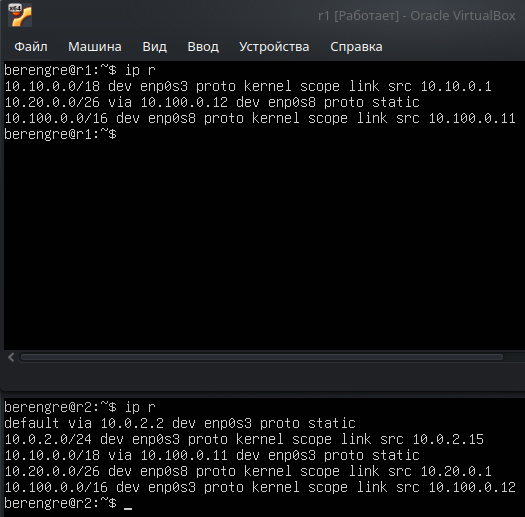 x64
r1 [Работает] - Oracle VirtualBox
Файл Машина Вид Ввод Устройства Справка
berengre@r1:~$ ip r
10.10.0.0/18 dev enp0s3 proto kernel scope link src 10.10.0.1
10.20.0.0/26 via 10.100.0.12 dev enp0s8 proto static
10.100.0.0/16 dev enp0s8 proto kernel scope link src 10.100.0.11
berengre@r1:~$
berengre@r2:~$ ip r
default via 10.0.2.2 dev enp0s3 proto static
10.0.2.0/24 dev enp0s3 proto kernel scope link src 10.0.2.15
10.10.0.0/18 via 10.100.0.11 dev enp0s3 proto static
10.20.0.0/26 dev enp0s8 proto kernel scope link src 10.20.0.1
10.100.0.0/16 dev enp0s3 proto kernel scope link src 10.100.0.12
berengre@r2:~$ _